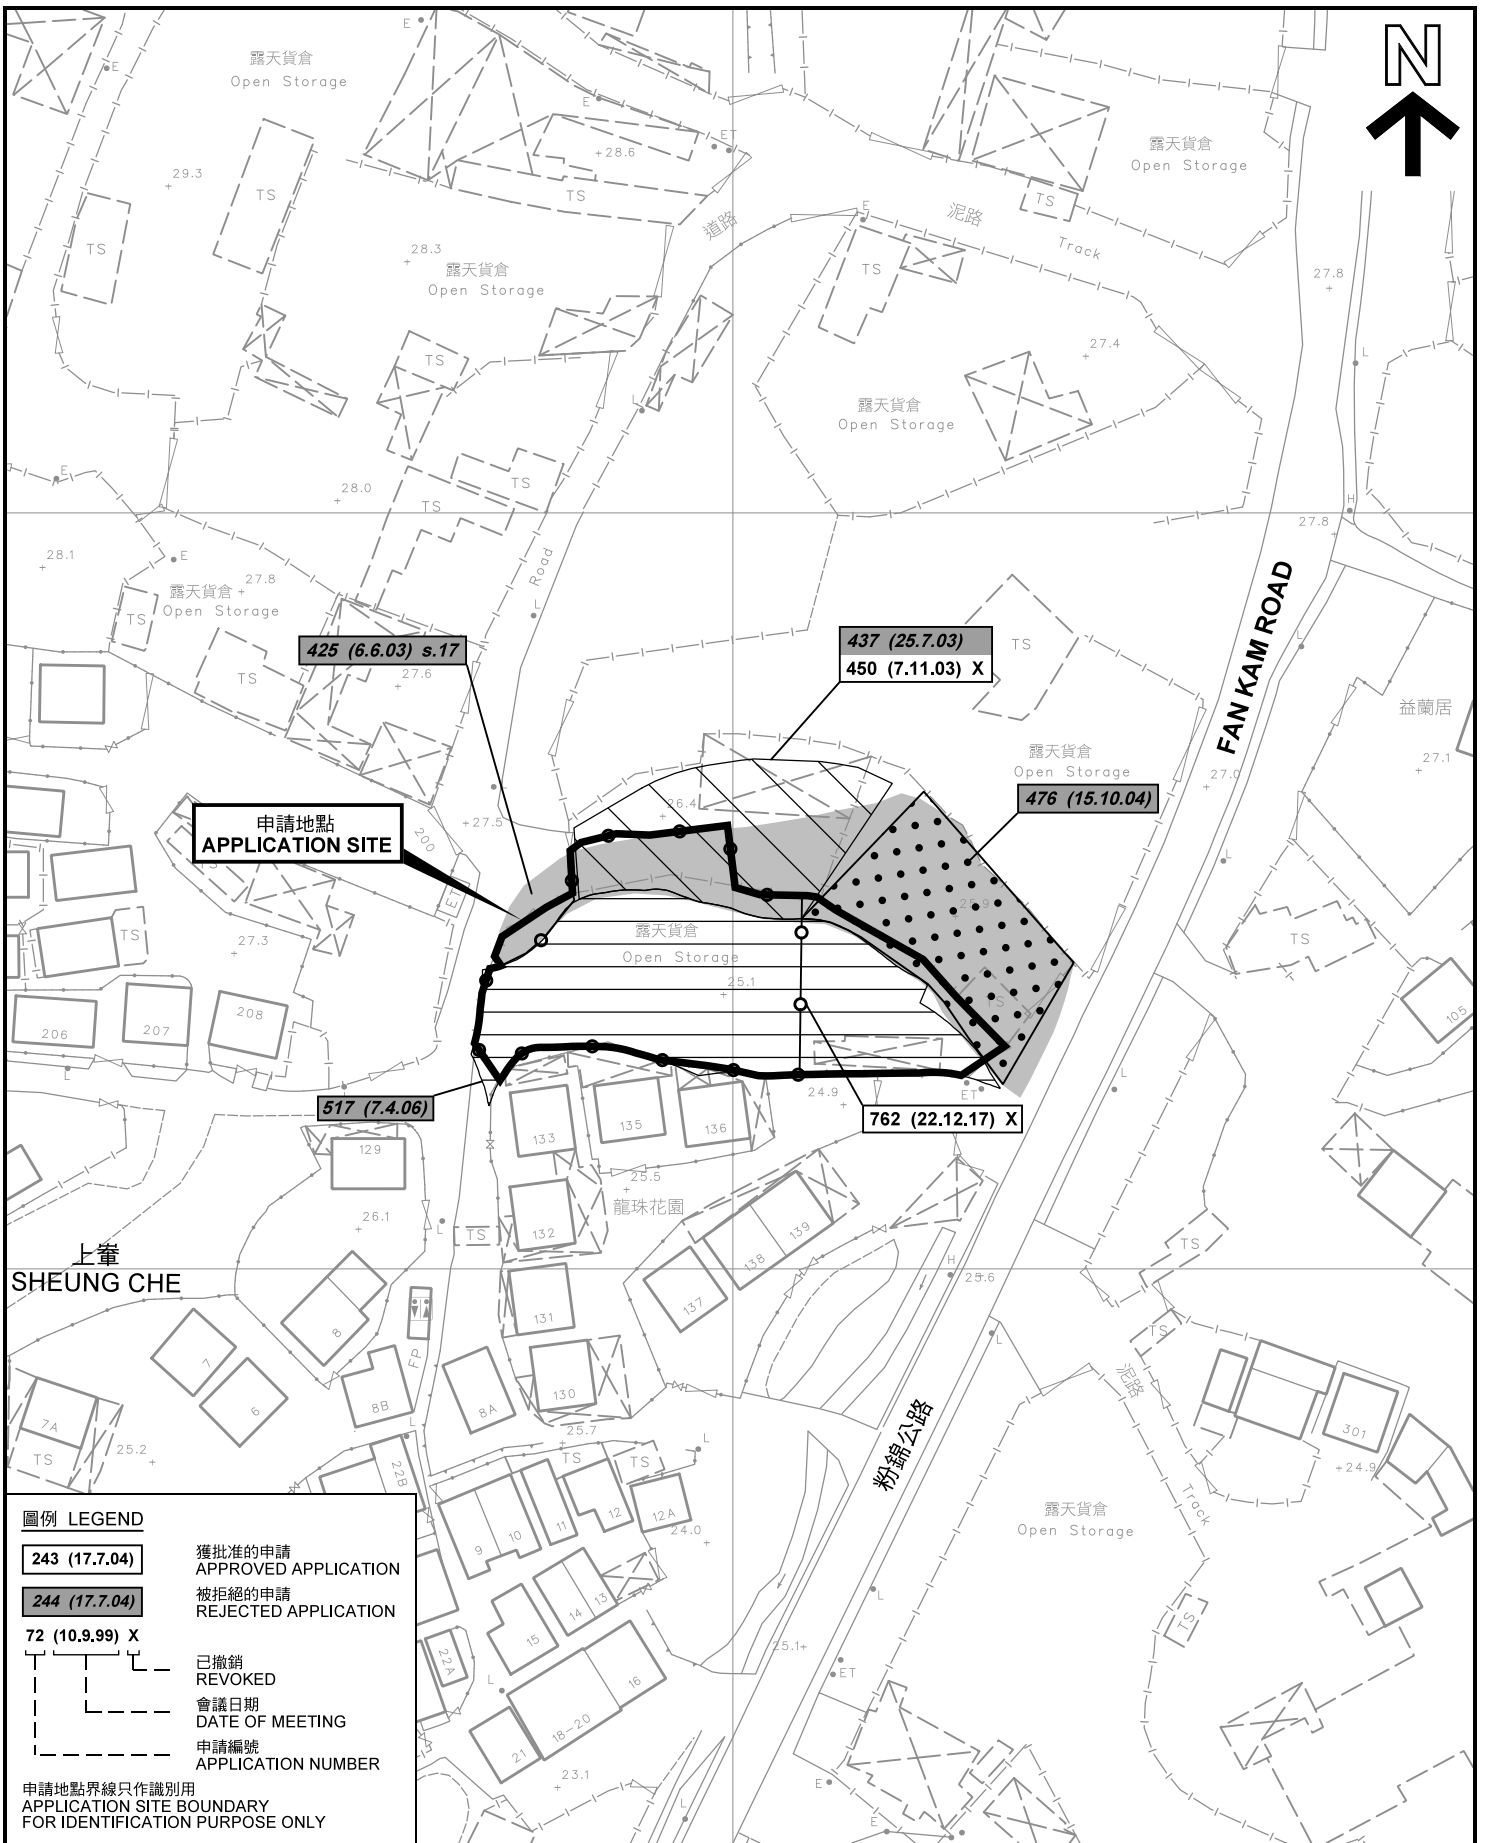 N
E
露天貨倉
Open Storage
E
E
ET
+28.6
露天貨倉
Open Storage
29.3
TS
TS
TS
TS
TS
道路
泥路
Track
E
28.3
露天貨倉
Open Storage
TS
27.8
27.4
TS
L
L
露天貨倉
Open Storage
E
28.0
TS
TS
H
27.8
28.1
E
Road
露天貨倉
Open Storage
27.8
TS
L
FAN KAM ROAD
425 (6.6.03) s.17
437 (25.7.03)
450 (7.11.03) X
TS
L
TS
27.6
益蘭居
露天貨倉
Open Storage
27.1
27.0
476 (15.10.04)
26.4
+27.5
200
申請地點
APPLICATION SITE
TS
L
ET
25.9
TS
27.3
露天貨倉
Open Storage
TS
25.1
TS
206
207
208
105
L
24.9
ET
L
517 (7.4.06)
762 (22.12.17) X
133
135
136
129
25.5
龍珠花園
26.1
L
TS
132
139
138
TS
上輋
SHEUNG CHE
H
25.6
131
137
8
7
FP
L
TS
泥路
6
8B
8A
130
7A
TS
25.2
L
25.7
TS
TS
L
粉錦公路
301
+24.9
22B
12
12A
11
10
9
24.0
露天貨倉
Open Storage
Track
圖例 LEGEND
243 (17.7.04)
獲批准的申請
APPROVED APPLICATION
244 (17.7.04)
被拒絕的申請
REJECTED APPLICATION
72 (10.9.99) X
已撤銷
REVOKED
會議日期
DATE OF MEETING
申請編號
APPLICATION NUMBER
申請地點界線只作識別用
APPLICATION SITE BOUNDARY
FOR IDENTIFICATION PURPOSE ONLY
13
14
15
L
TS
22A
25.1+
ET
L
16
18-20
21
23.1
E
L
E